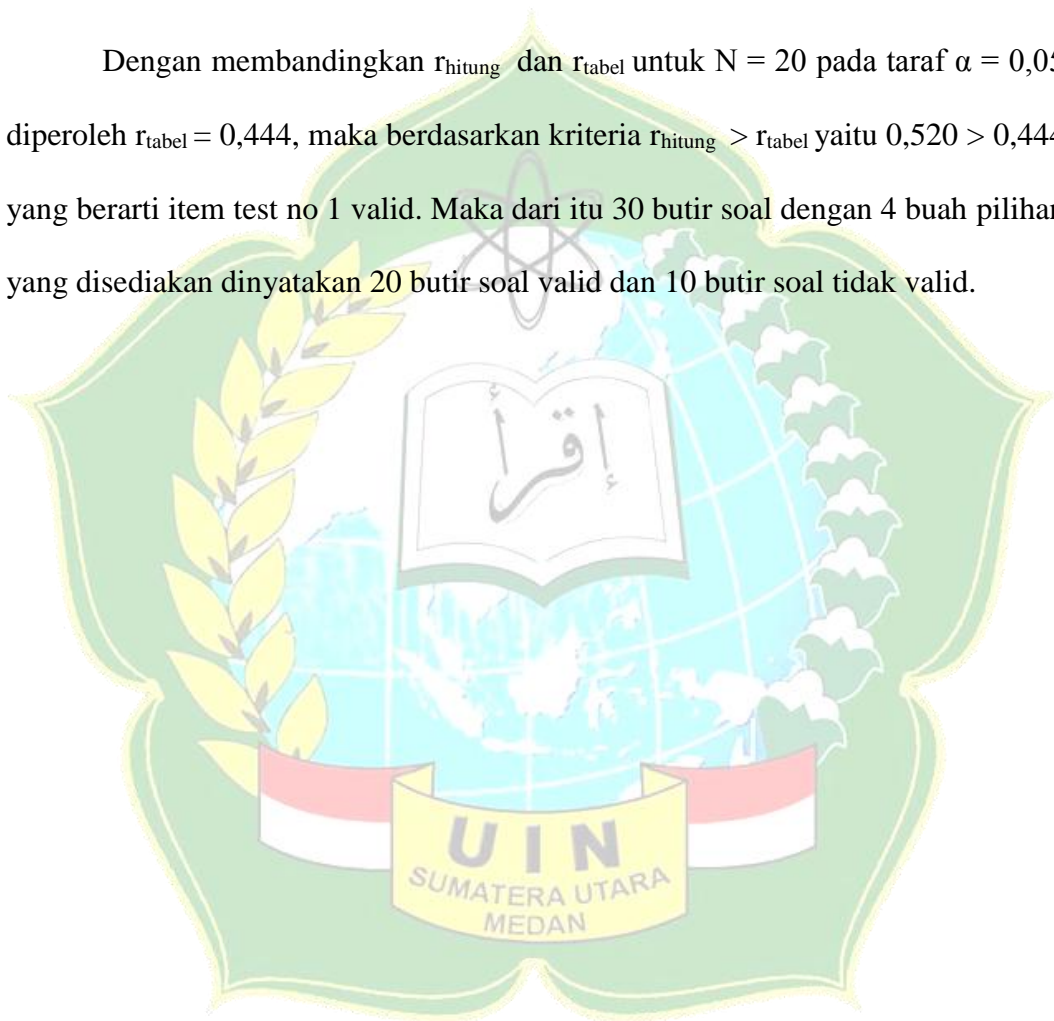 Dengan membandingkan rhitung dan rtabel untuk N = 20 pada taraf α = 0,05
diperoleh rtabel = 0,444, maka berdasarkan kriteria rhitung > rtabel yaitu 0,520 > 0,444
yang berarti item test no 1 valid. Maka dari itu 30 butir soal dengan 4 buah pilihan
yang disediakan dinyatakan 20 butir soal valid dan 10 butir soal tidak valid.
إقرأ
UIN
SUMATERA UTARA
MEDAN